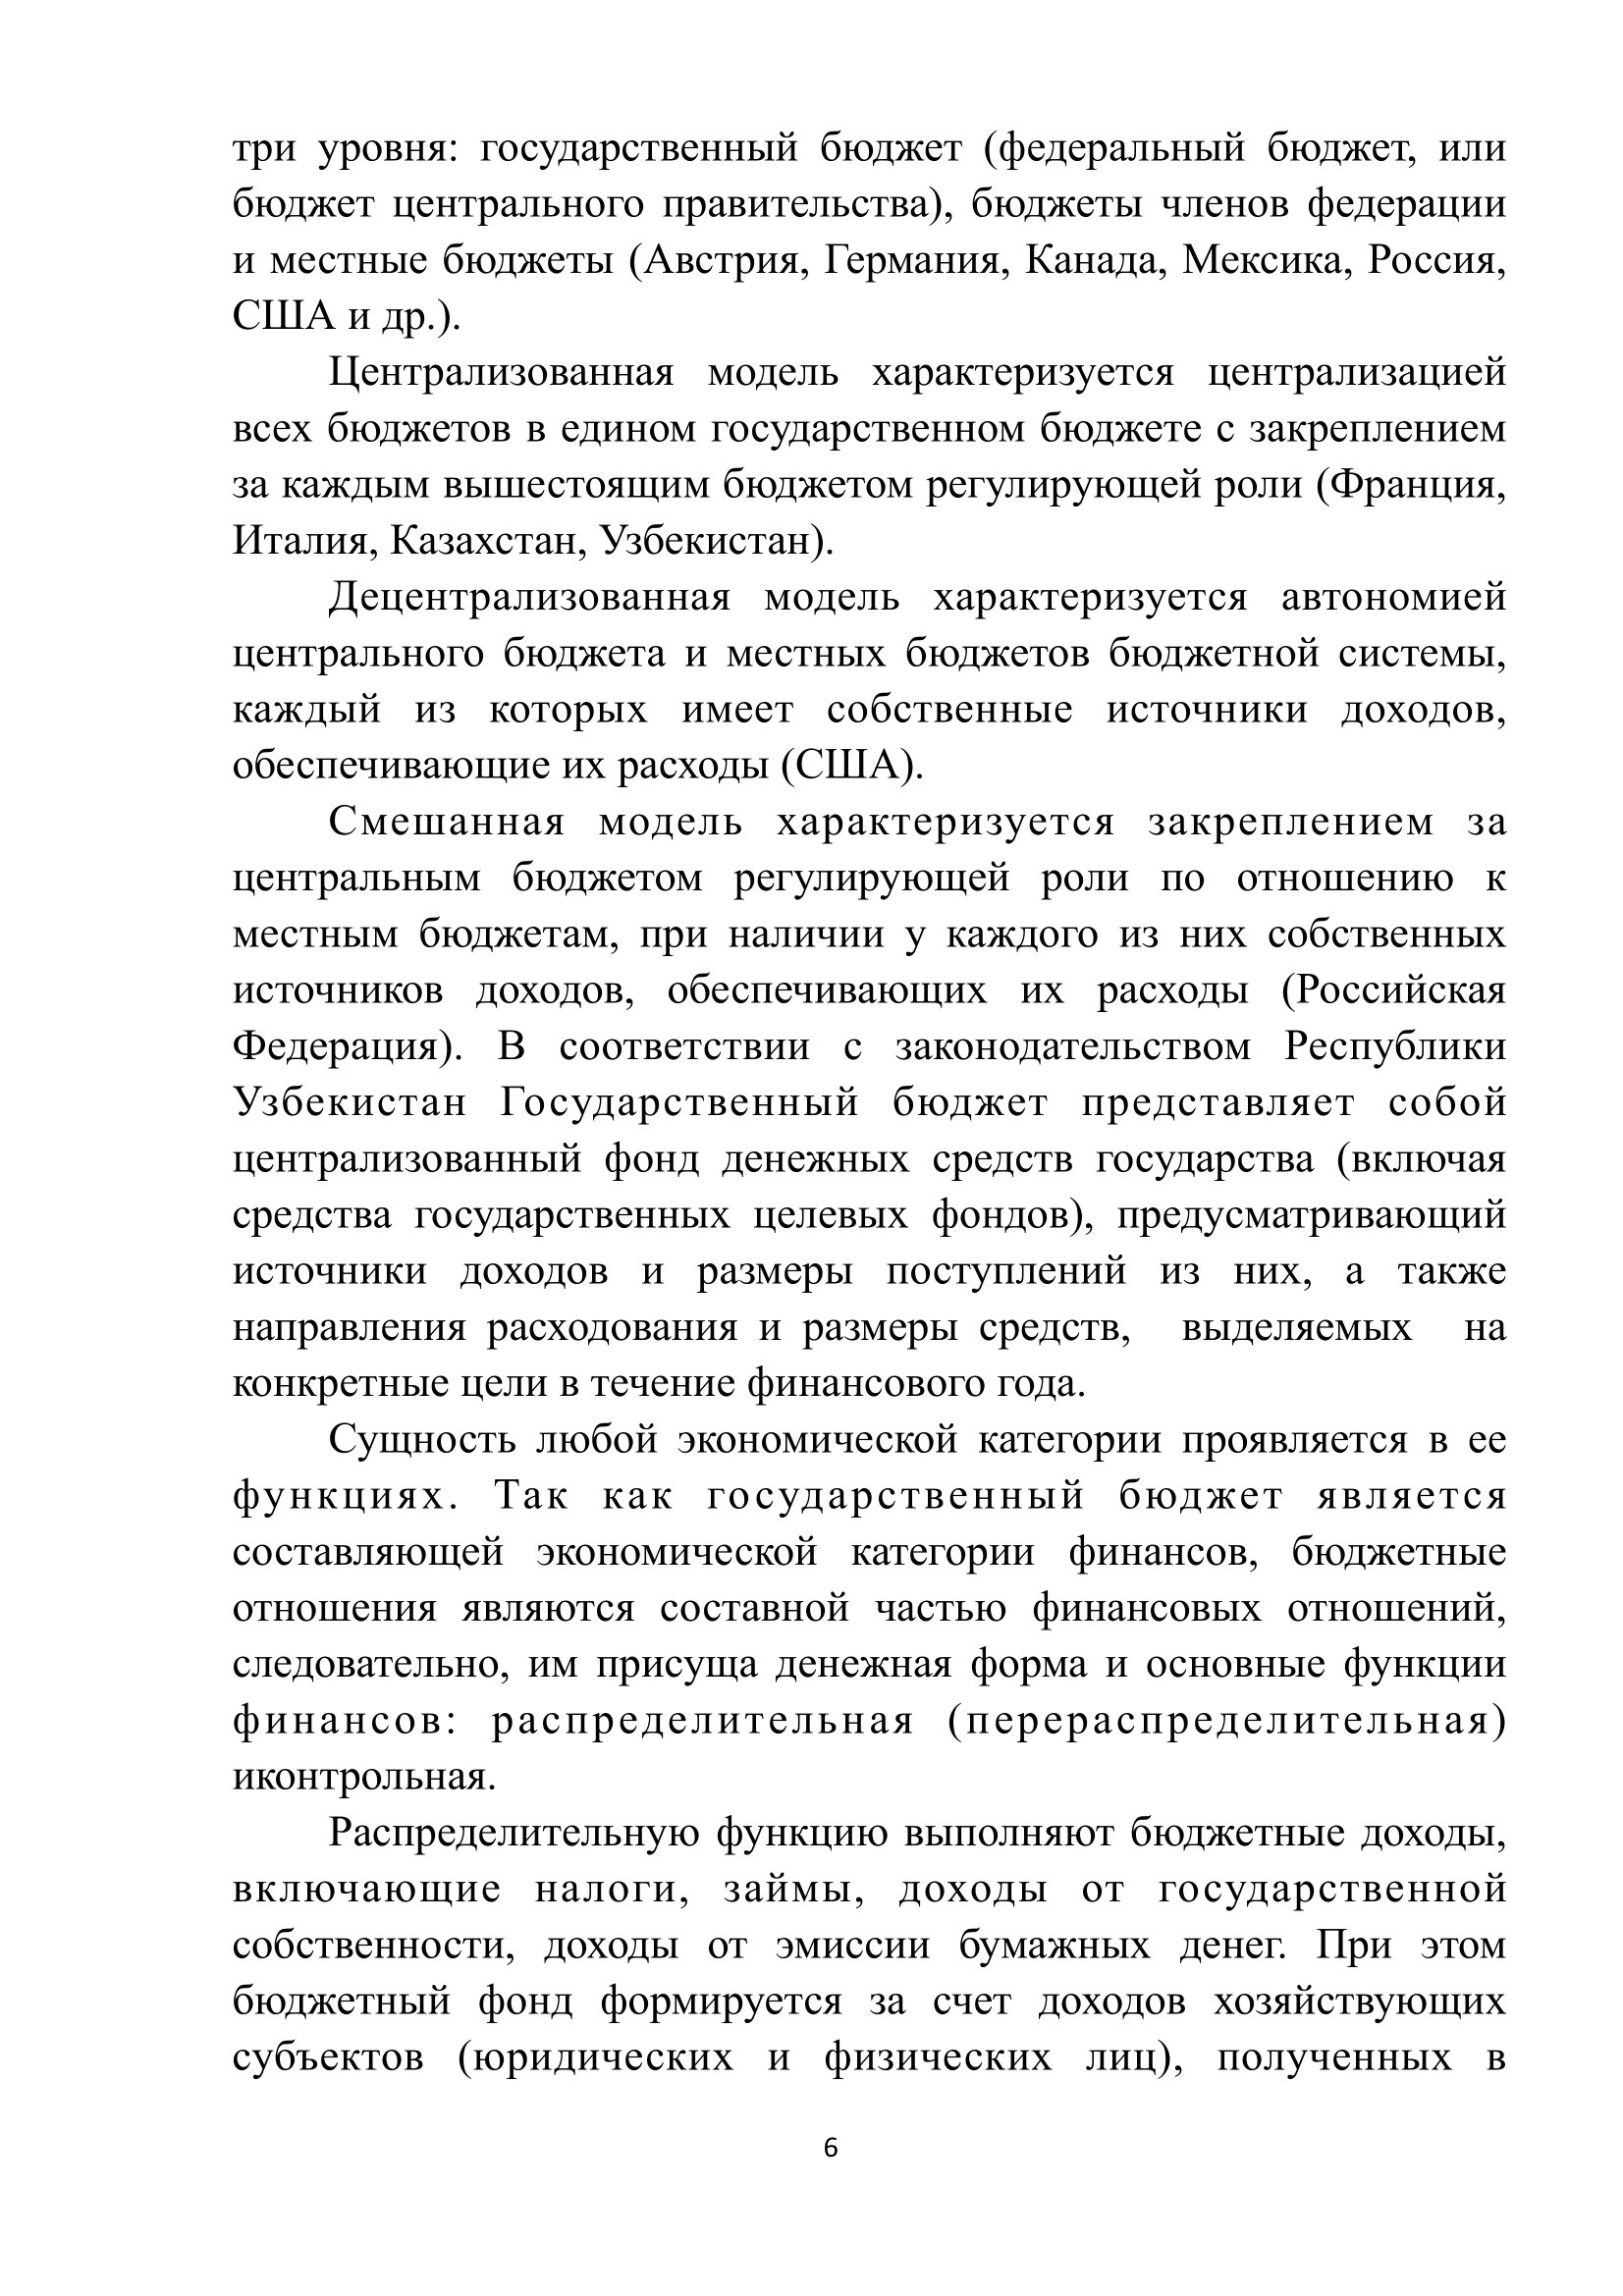 три уровня: государственный бюджет (федеральный бюджет, или
бюджет центрального правительства), бюджеты членов федерации
и местные бюджеты (Австрия, Германия, Канада, Мексика, Россия,
США и др.).
Централизованная модель характеризуется централизацией
всех бюджетов в едином государственном бюджете с закреплением
за каждым вышестоящим бюджетом регулирующей роли (Франция,
Италия, Казахстан, Узбекистан).
Децентрализованная модель характеризуется автономией
центрального бюджета и местных бюджетов бюджетной системы,
каждый из которых имеет собственные источники доходов,
обеспечивающие их расходы (США).
Смешанная модель характеризуется закреплением за
центральным бюджетом регулирующей роли по отношению к
местным бюджетам, при наличии у каждого из них собственных
источников доходов, обеспечивающих их расходы (Российская
Федерация). В соответствии с законодательством Республики
Узбекистан Государственный бюджет представляет собой
централизованный фонд денежных средств государства (включая
средства государственных целевых фондов), предусматривающий
источники доходов и размеры поступлений из них, а также
направления расходования и размеры средств, выделяемых на
конкретные цели в течение финансового года.
Сущность любой экономической категории проявляется в ее
функциях. Так как государственный бюджет является
составляющей экономической категории финансов, бюджетные
отношения являются составной частью финансовых отношений,
следовательно, им присуща денежная форма и основные функции
финансов: распределительная (перераспределительная)
иконтрольная.
Распределительную функцию выполняют бюджетные доходы,
включающие налоги, займы, доходы от государственной
собственности, доходы от эмиссии бумажных денег. При этом
бюджетный фонд формируется за счет доходов хозяйствующих
субъектов (юридических и физических лиц), полученных в
6